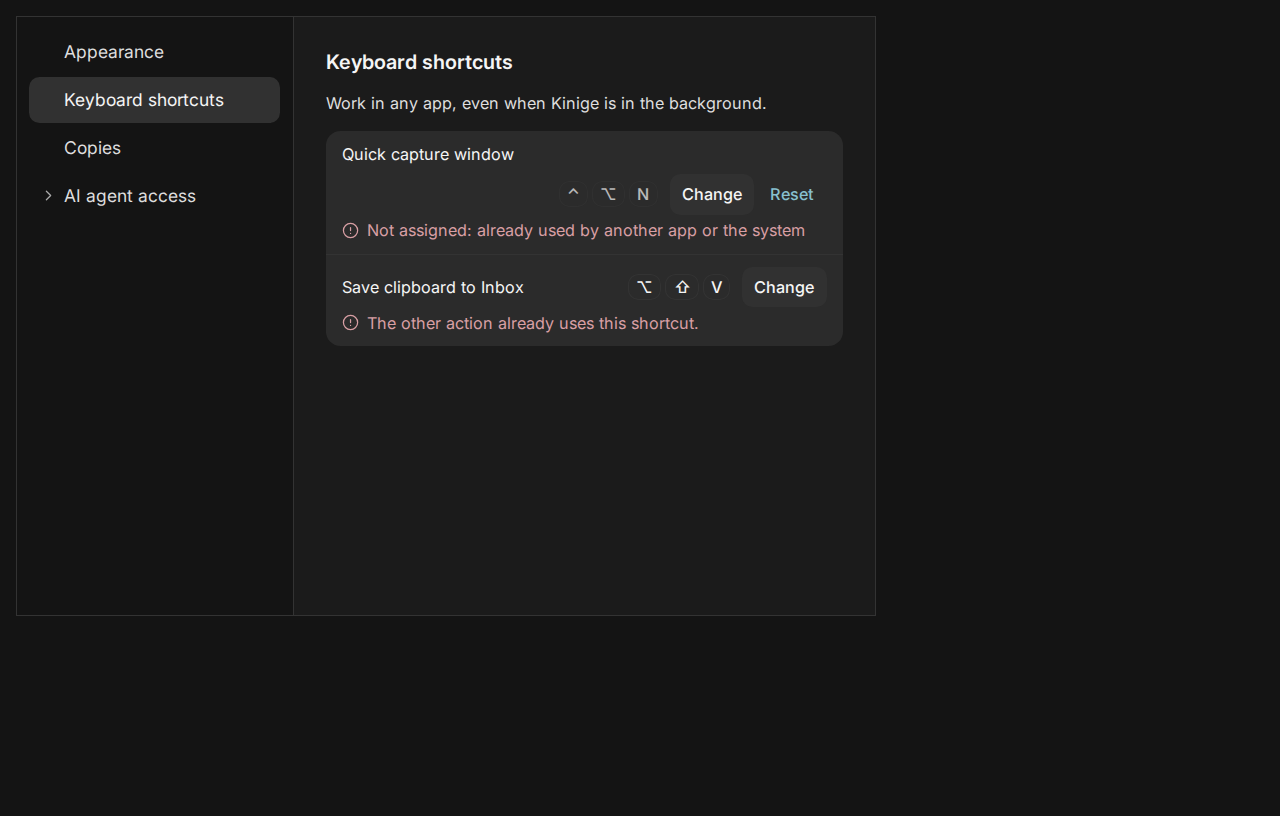 Appearance
Keyboard shortcuts
Copies
AI agent access
Keyboard shortcuts
Work in any app, even when Kinige is in the background.
Quick capture window
⌃ ⌥ N Change Reset
Not assigned: already used by another app or the system
Save clipboard to Inbox ⌥ ⇧ V Change
The other action already uses this shortcut.